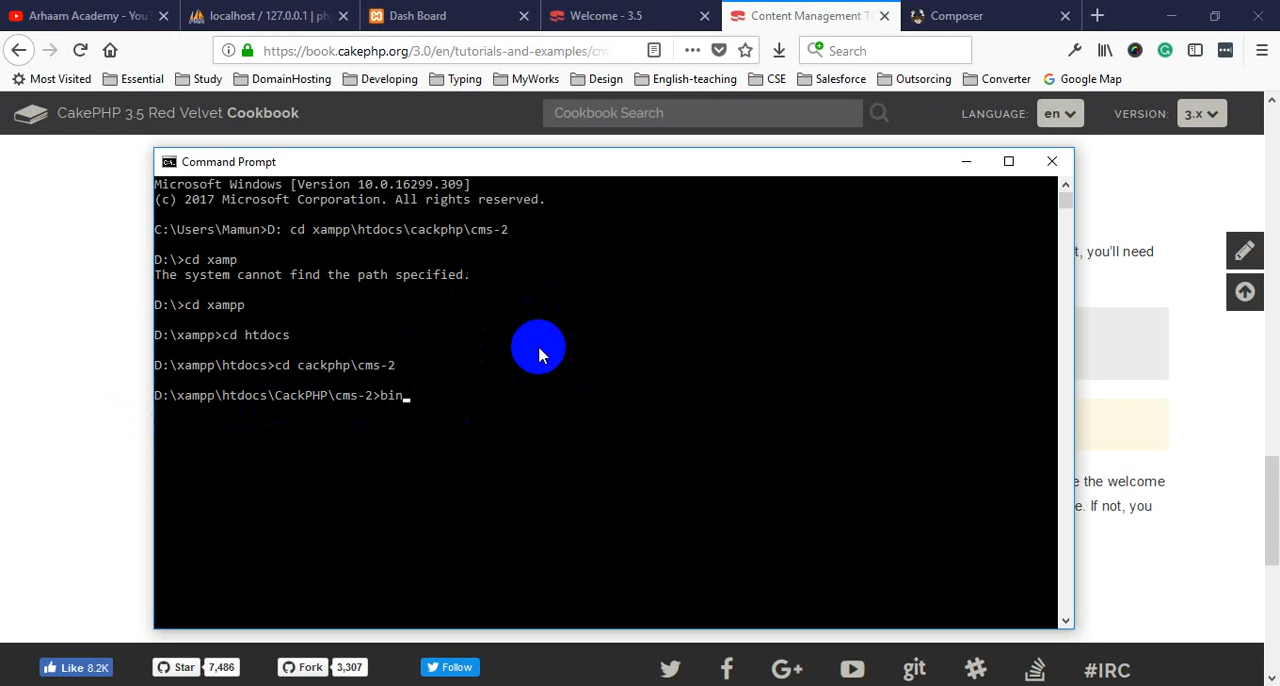 Arhaam Academy - You
localhost / 127.0.0.1 | ph
Dash Board
Welcome - 3.5
Content Management T
Composer
https://book.cakephp.org/3.0/en/tutorials-and-examples/cm
Search
Most Visited
Essential
Study
DomainHosting
Developing
Typing
MyWorks
Design
English-teaching
CSE
Salesforce
Outsorcing
Converter
Google Map
CakePHP 3.5 Red Velvet Cookbook
Cookbook Search
LANGUAGE: en
VERSION: 3.x
Command Prompt
Microsoft Windows [Version 10.0.16299.309]
(c) 2017 Microsoft Corporation. All rights reserved.
C:\Users\Mamun>D: cd xampp\htdocs\cackphp\cms-2
D:\>cd xamp
The system cannot find the path specified.
D:\>cd xampp
D:\xampp>cd htdocs
D:\xampp\htdocs>cd cackphp\cms-2
D:\xampp\htdocs\CackPHP\cms-2>bin
t, you'll need
e the welcome
e. If not, you
Like 8.2K
Star 7,486
Fork 3,307
Follow
git
#IRC